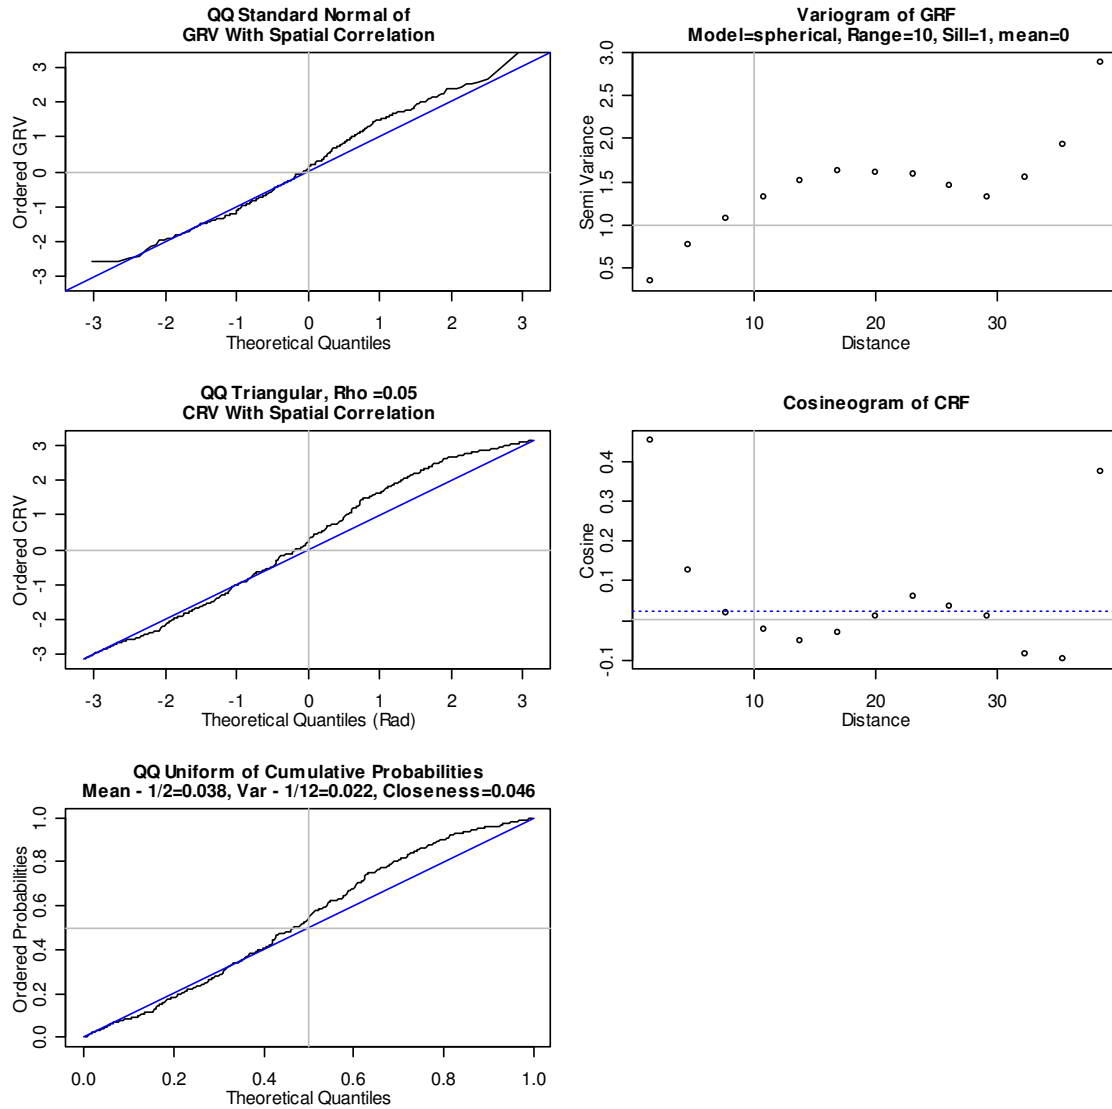 QQ Standard Normal of
GRV With Spatial Correlation
Ordered GRV
3
2
1
0
-1
-2
-3
-3 -2 -1 0 1 2 3
Theoretical Quantiles
Variogram of GRF
Model=spherical, Range=10, Sill=1, mean=0
Semi Variance
3.0
2.5
2.0
1.5
1.0
0.5
10 20 30
Distance
QQ Triangular, Rho =0.05
CRV With Spatial Correlation
Ordered CRV
3
2
1
0
-1
-2
-3
-3 -2 -1 0 1 2 3
Theoretical Quantiles (Rad)
Cosineogram of CRF
Cosine
0.4
0.3
0.2
0.1
-0.1
10 20 30
Distance
QQ Uniform of Cumulative Probabilities
Mean - 1/2=0.038, Var - 1/12=0.022, Closeness=0.046
Ordered Probabilities
1.0
0.8
0.6
0.4
0.2
0.0
0.0 0.2 0.4 0.6 0.8 1.0
Theoretical Quantiles